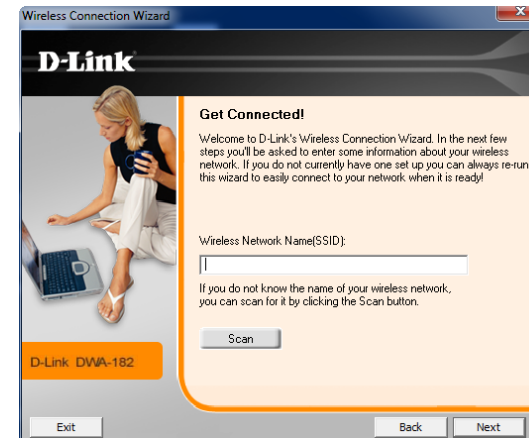 Wireless Connection Wizard
D-Link
Get Connected!
Welcome to D-Link's Wireless Connection Wizard. In the next few
steps you'll be asked to enter some information about your wireless
network. If you do not currently have one set up you can always re-run
this wizard to easily connect to your network when it is ready!
Wireless Network Name(SSID):
If you do not know the name of your wireless network,
you can scan for it by clicking the Scan button.
Scan
D-Link DWA-182
Exit
Back
Next